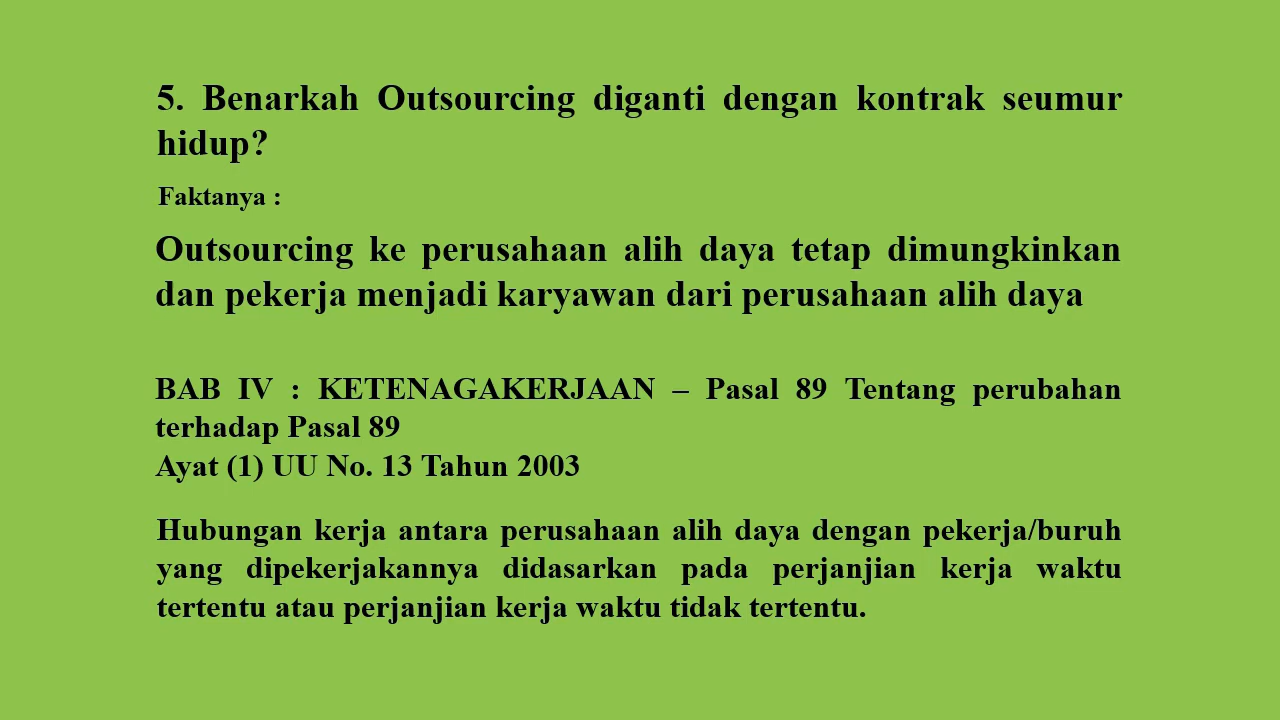 5. Benarkah Outsourcing diganti dengan kontrak seumur
hidup?
Faktanya :
Outsourcing ke perusahaan alih daya tetap dimungkinkan
dan pekerja menjadi karyawan dari perusahaan alih daya
BAB IV : KETENAGAKERJAAN – Pasal 89 Tentang perubahan
terhadap Pasal 89
Ayat (1) UU No. 13 Tahun 2003
Hubungan kerja antara perusahaan alih daya dengan pekerja/buruh
yang dipekerjakannya didasarkan pada perjanjian kerja waktu
tertentu atau perjanjian kerja waktu tidak tertentu.